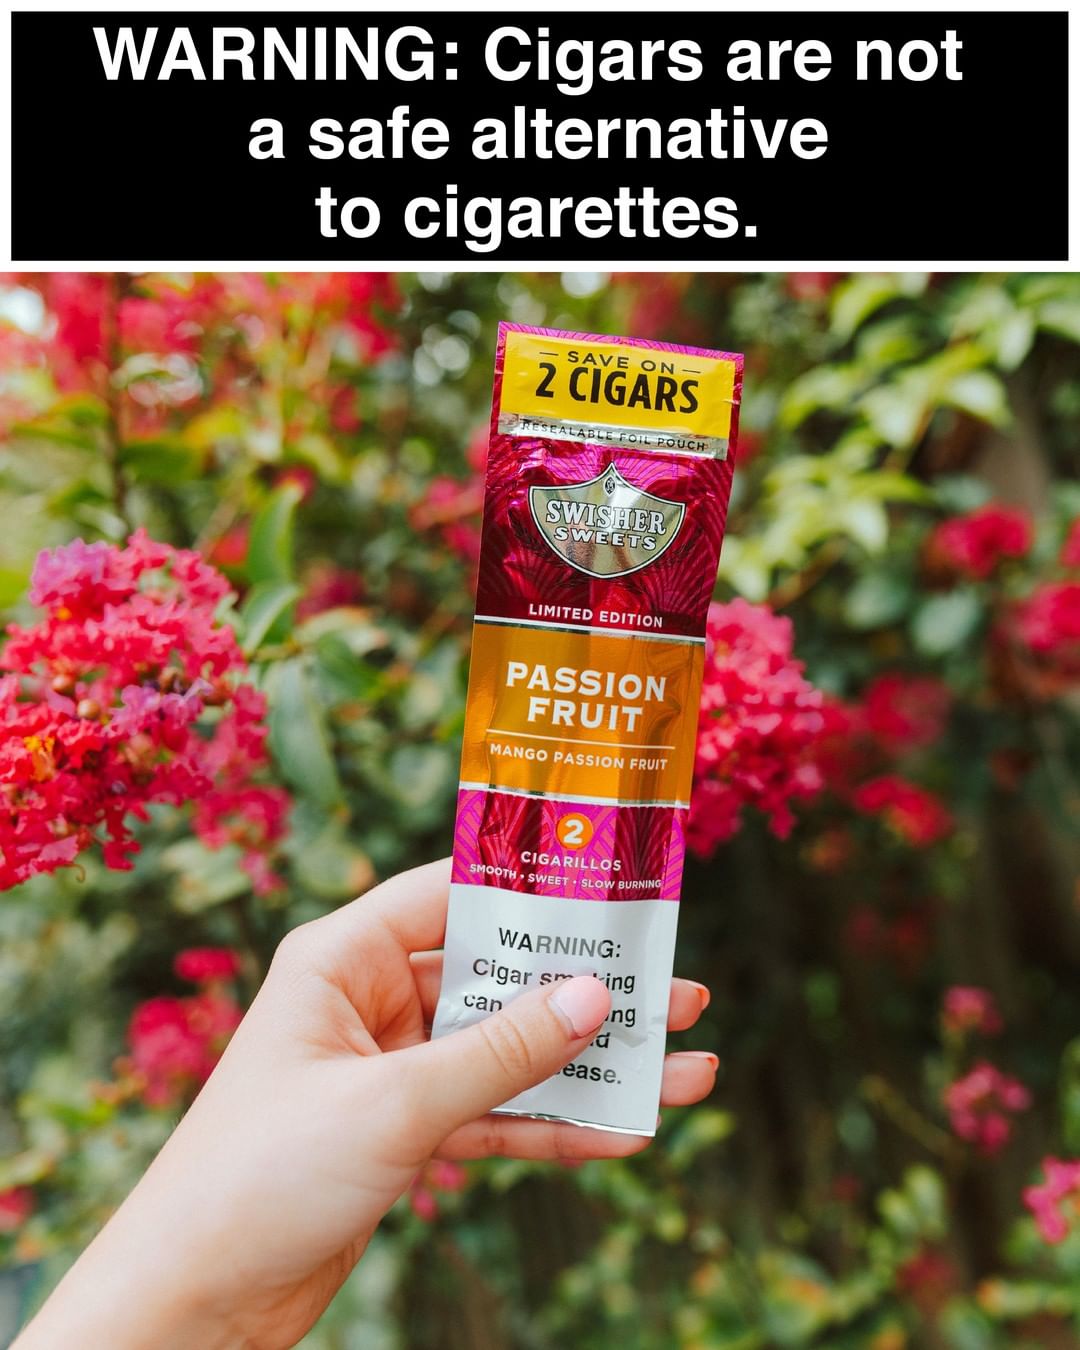 WARNING: Cigars are not
a safe alternative
to cigarettes.
— SAVE ON —
2 CIGARS
RESEALABLE FOIL POUCH
SWISHER
SWEETS
LIMITED EDITION
PASSION
FRUIT
MANGO PASSION FRUIT
2
CIGARILLOS
SMOOTH • SWEET • SLOW BURNING
WARNING:
Cigar
can